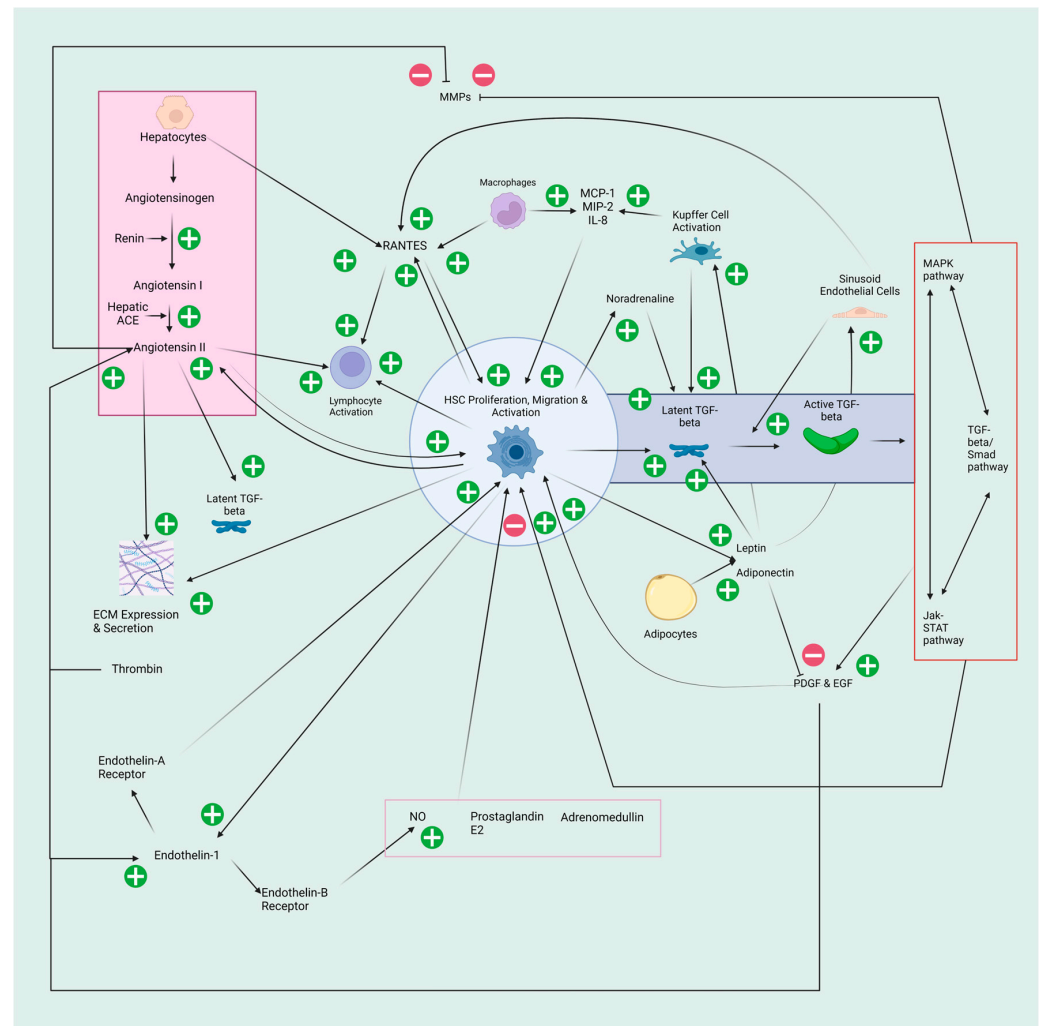 MMPs
Hepatocytes
Angiotensinogen
Renin
Angiotensin I
Hepatic
ACE
Angiotensin II
Macrophages
MCP-1
MIP-2
IL-8
Kupffer Cell
Activation
RANTES
Noradrenaline
Sinusoid
Endothelial Cells
MAPK
pathway
Lymphocyte
Activation
HSC Proliferation, Migration &
Activation
Latent TGF-
beta
Active TGF-
beta
TGF-
beta/
Smad
pathway
Latent TGF-
beta
Leptin
Adiponectin
Adipocytes
ECM Expression
& Secretion
Jak-
STAT
pathway
Thrombin
PDGF & EGF
Endothelin-A
Receptor
NO
Prostaglandin
E2
Adrenomedullin
Endothelin-1
Endothelin-B
Receptor